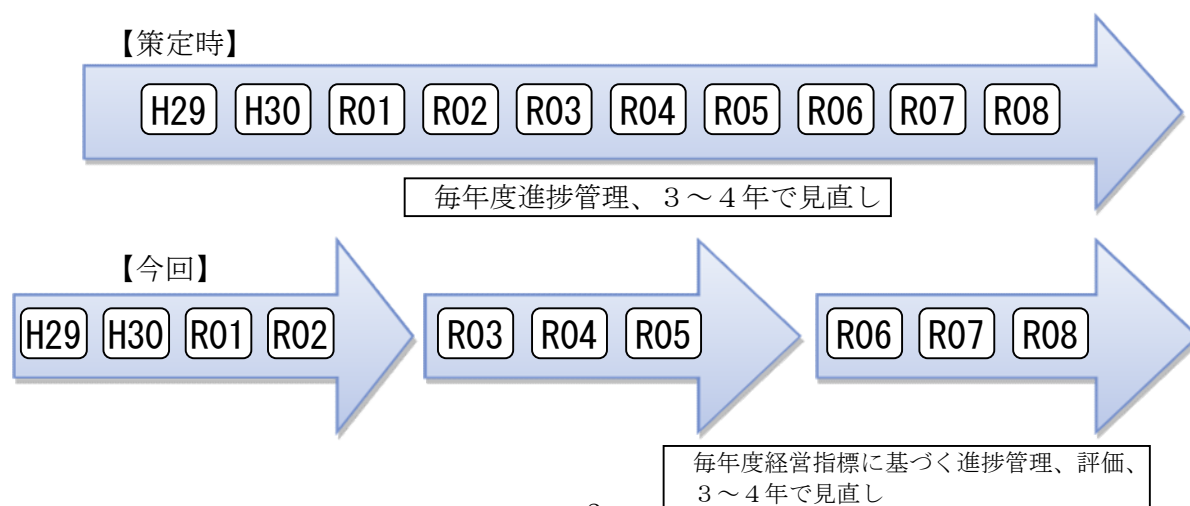 【策定時】
H29 H30 R01 R02 R03 R04 R05 R06 R07 R08
毎年度進捗管理、３～４年で見直し
【今回】
H29 H30 R01 R02 R03 R04 R05 R06 R07 R08
毎年度経営指標に基づく進捗管理、評価、
３～４年で見直し